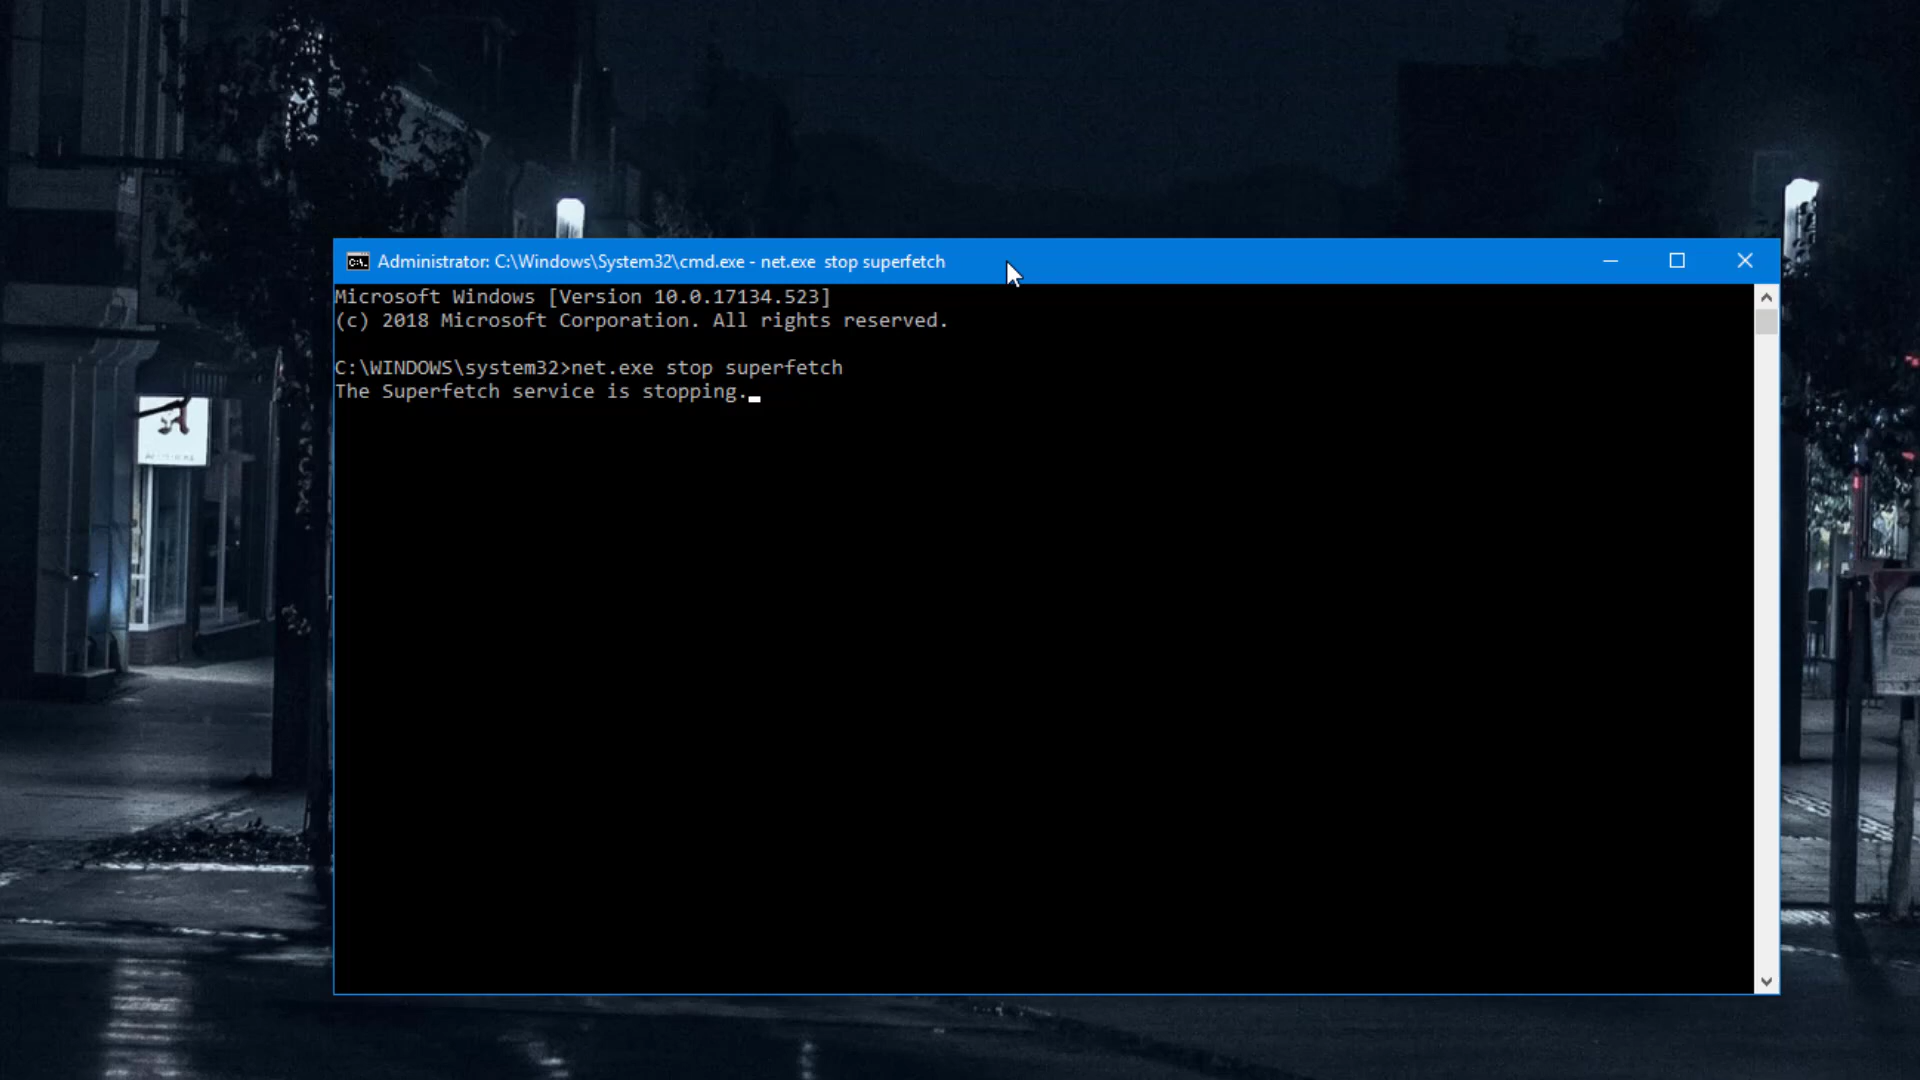 Administrator: C:\Windows\System32\cmd.exe - net.exe  stop superfetch
Microsoft Windows [Version 10.0.17134.523]
(c) 2018 Microsoft Corporation. All rights reserved.
C:\WINDOWS\system32>net.exe stop superfetch
The Superfetch service is stopping.